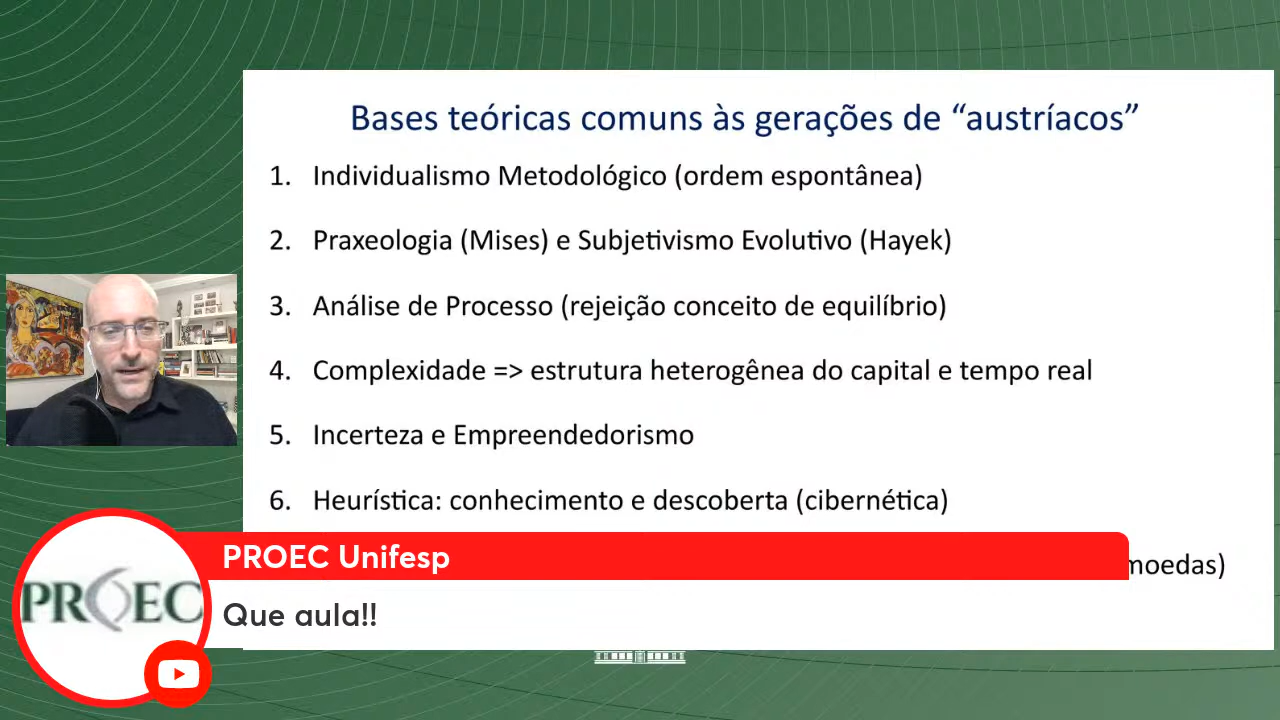 Bases teóricas comuns às gerações de “austríacos”
1. Individualismo Metodológico (ordem espontânea)
2. Praxeologia (Mises) e Subjetivismo Evolutivo (Hayek)
3. Análise de Processo (rejeição conceito de equilíbrio)
4. Complexidade => estrutura heterogênea do capital e tempo real
5. Incerteza e Empreendedorismo
6. Heurística: conhecimento e descoberta (cibernética)
moedas)
PROEC Unifesp
PROEC
Que aula!!